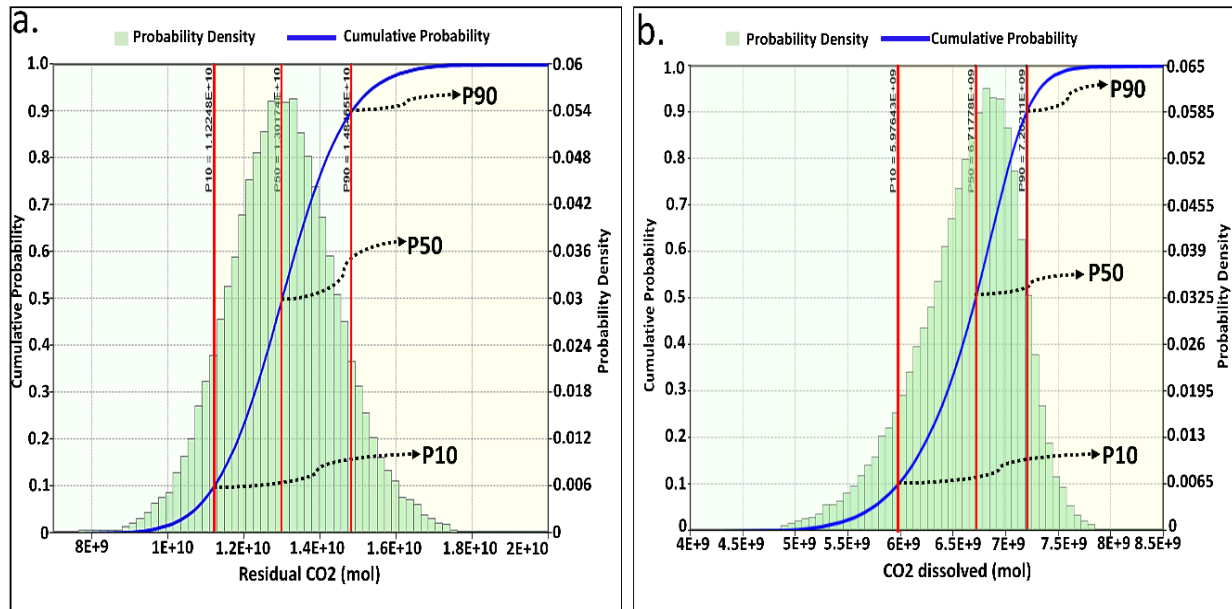 a.
Probability Density
Cumulative Probability
1.0
0.9
0.8
0.7
0.6
0.5
0.4
0.3
0.2
0.1
0
Cumulative Probability
0.06
0.054
0.048
0.042
0.036
0.03
0.024
0.018
0.012
0.006
0
Probability Density
P10 = 1.12248E+10
P50 = 1.30174E+10
P90 =
P90
P50
P10
8E+9
1E+10
1.2E+10
1.4E+10
1.6E+10
1.8E+10
2E+10
Residual CO2 (mol)
b.
Probability Density
Cumulative Probability
1.0
0.9
0.8
0.7
0.6
0.5
0.4
0.3
0.2
0.1
0
Cumulative Probability
0.065
0.0585
0.052
0.0455
0.039
0.0325
0.026
0.0195
0.013
0.0065
0
Probability Density
P10 = 5.97643E+09
P50 = 6.71778E+09
P90 =
P90
P50
P10
4E+9
4.5E+9
5E+9
5.5E+9
6E+9
6.5E+9
7E+9
7.5E+9
8E+9
8.5E+9
CO2 dissolved (mol)